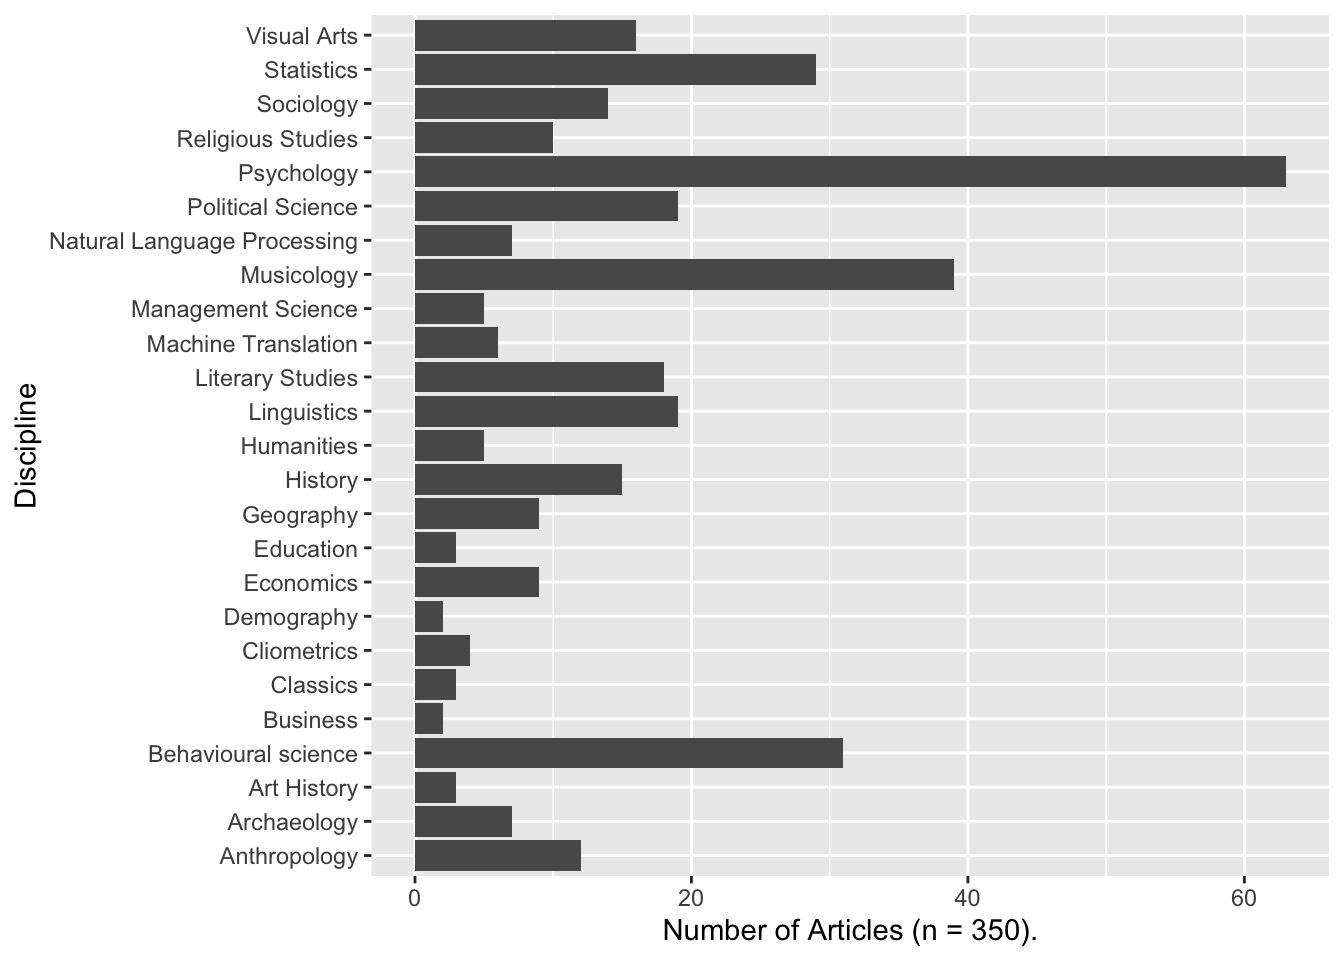 Visual Arts
Statistics
Sociology
Religious Studies
Psychology
Political Science
Natural Language Processing
Musicology
Management Science
Machine Translation
Literary Studies
Linguistics
Humanities
History
Geography
Education
Economics
Demography
Cliometrics
Classics
Business
Behavioural science
Art History
Archaeology
Anthropology
Discipline
0 20 40 60
Number of Articles (n = 350).